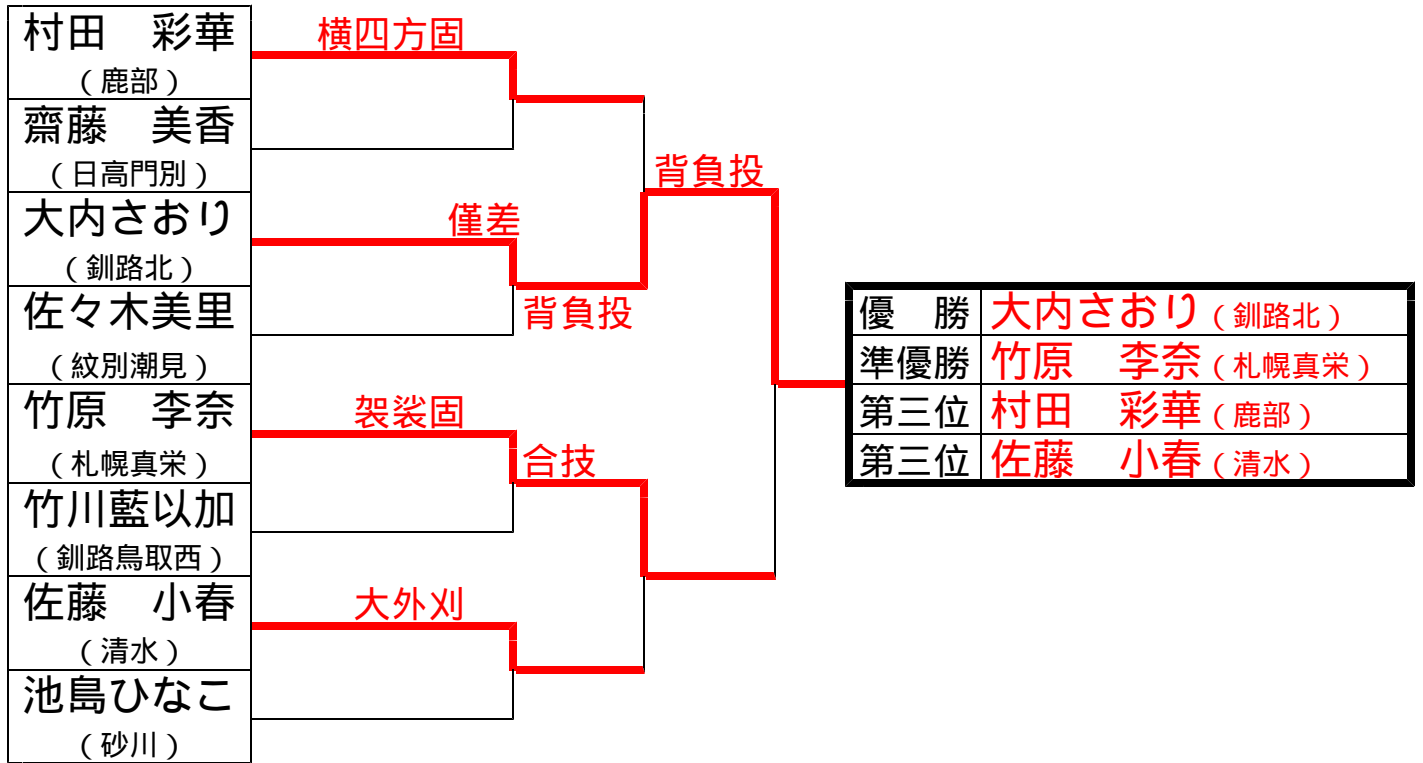 村田　彩華
（鹿部）
齋藤　美香
（日高門別）
大内さおり
（釧路北）
佐々木美里
（紋別潮見）
竹原　李奈
（札幌真栄）
竹川藍以加
（釧路鳥取西）
佐藤　小春
（清水）
池島ひなこ
（砂川）
横四方固
僅差
袈裟固
大外刈
背負投
合技
背負投
優　勝 大内さおり（釧路北）
準優勝 竹原　李奈（札幌真栄）
第三位 村田　彩華（鹿部）
第三位 佐藤　小春（清水）